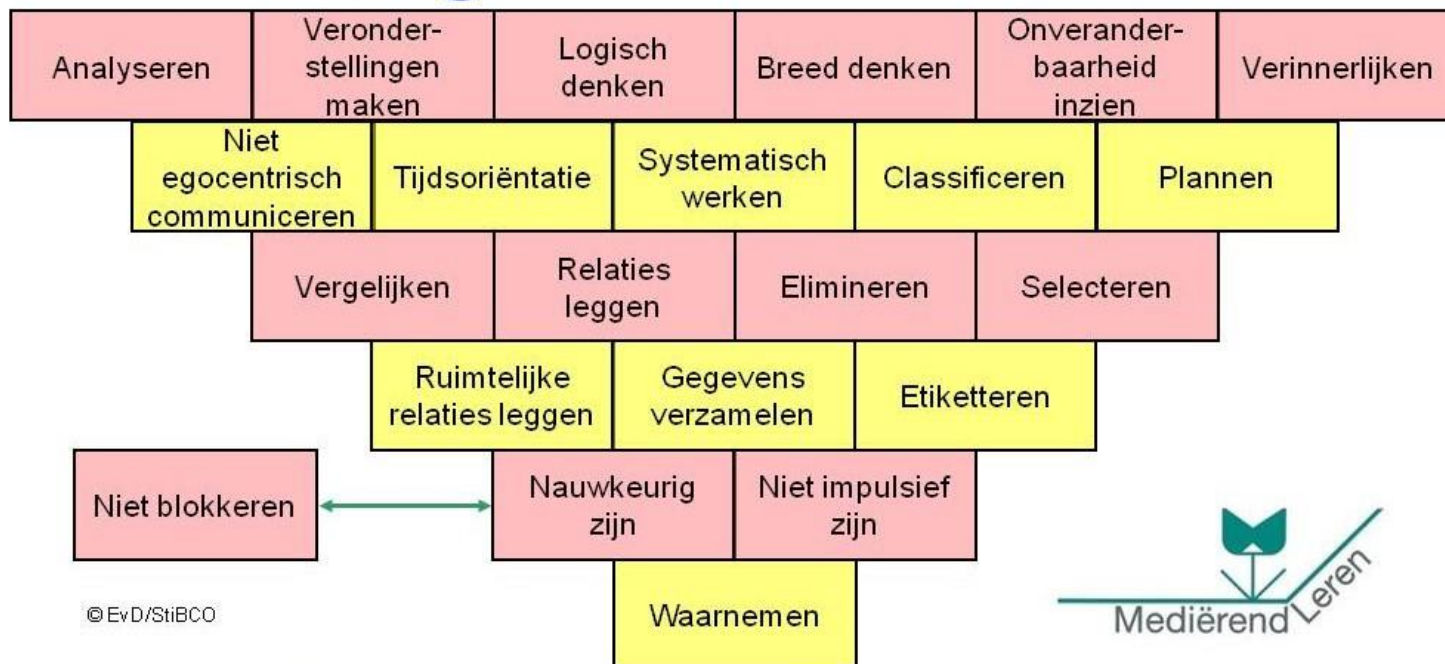 Analyseren
Veronder-
stellingen
maken
Logisch
denken
Breed denken
Onverander-
baarheid
inzien
Verinnerlijken
Niet
egocentrisch
communiceren
Tijdsoriëntatie
Systematisch
werken
Classificeren
Plannen
Vergelijken
Relaties
leggen
Elimineren
Selecteren
Ruimtelijke
relaties leggen
Gegevens
verzamelen
Etiketteren
Niet blokkeren
Nauwkeurig
zijn
Niet impulsief
zijn
Waarnemen
© EvD/StiBCO
Mediërend Leren